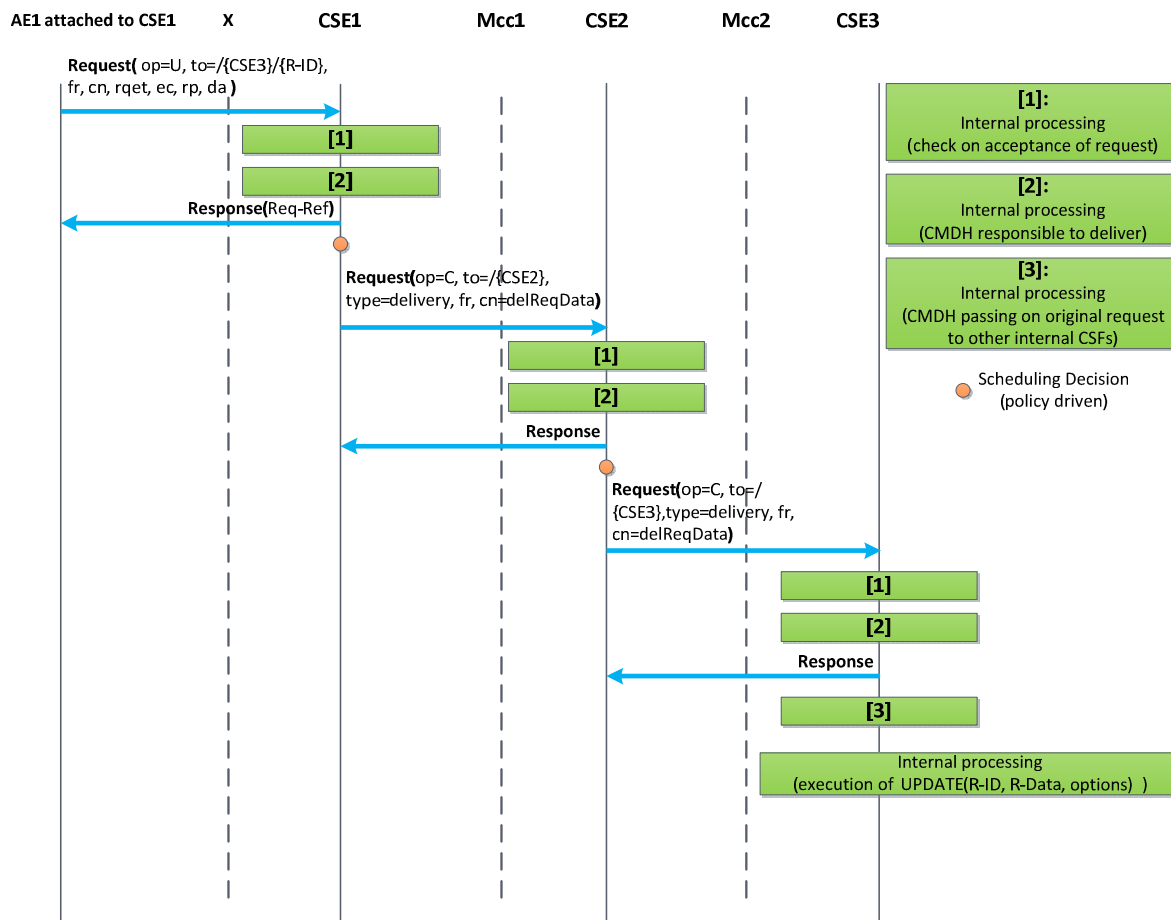 AE1 attached to CSE1 X CSE1 Mcc1 CSE2 Mcc2 CSE3
Request( op=U, to=/{CSE3}/{R-ID},
fr, cn, rqet, ec, rp, da )
[1]
[2]
Response(Req-Ref)
Request(op=C, to=/{CSE2},
type=delivery, fr, cn=delReqData)
[1]
[2]
Response
Request(op=C, to=/
{CSE3},type=delivery, fr,
cn=delReqData)
[1]
[2]
Response
[3]
Internal processing
(execution of UPDATE(R-ID, R-Data, options) )
[1]:
Internal processing
(check on acceptance of request)
[2]:
Internal processing
(CMDH responsible to deliver)
[3]:
Internal processing
(CMDH passing on original request
to other internal CSFs)
Scheduling Decision
(policy driven)